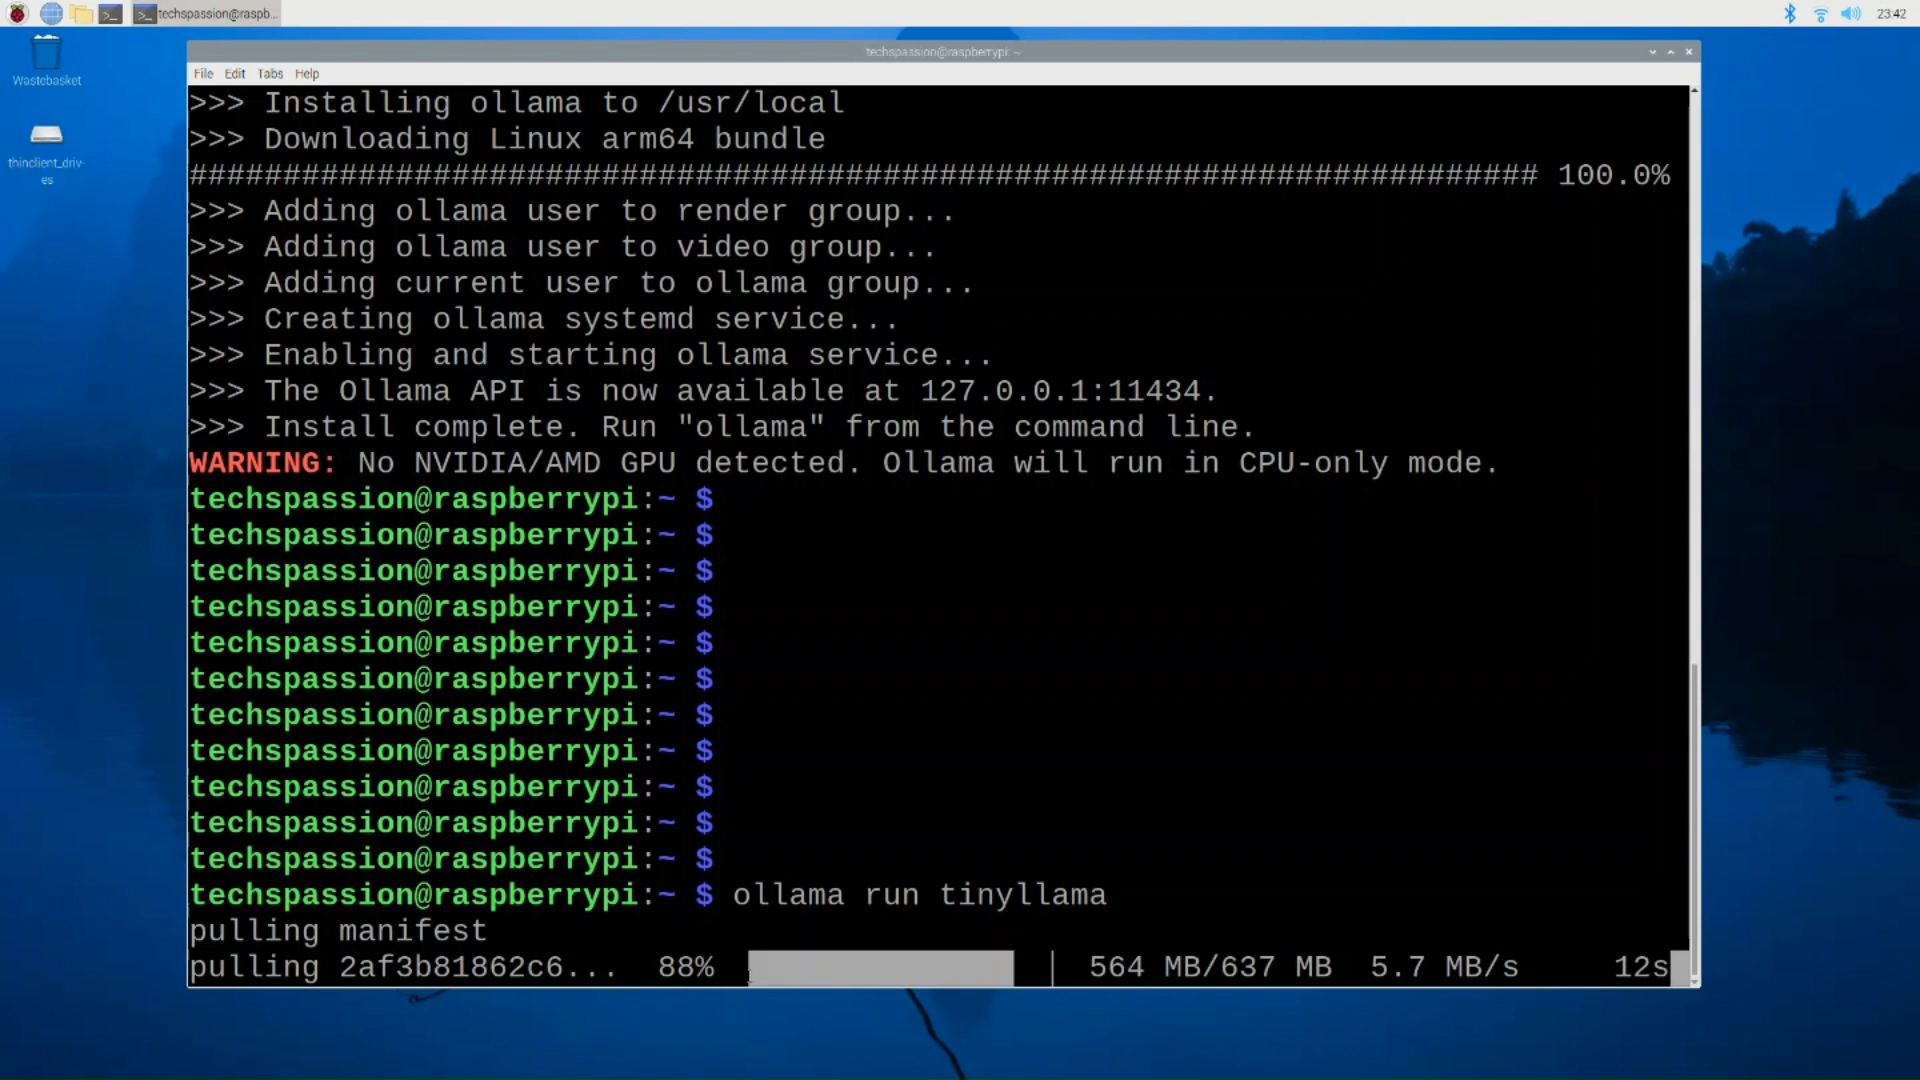 techspassion@raspb...
23:42
Wastebasket
thinclient_driv-
es
techspassion@raspberrypi: ~
File Edit Tabs Help
>>> Installing ollama to /usr/local
>>> Downloading Linux arm64 bundle
######################################################################## 100.0%
>>> Adding ollama user to render group...
>>> Adding ollama user to video group...
>>> Adding current user to ollama group...
>>> Creating ollama systemd service...
>>> Enabling and starting ollama service...
>>> The Ollama API is now available at 127.0.0.1:11434.
>>> Install complete. Run "ollama" from the command line.
WARNING: No NVIDIA/AMD GPU detected. Ollama will run in CPU-only mode.
techspassion@raspberrypi:~ $
techspassion@raspberrypi:~ $
techspassion@raspberrypi:~ $
techspassion@raspberrypi:~ $
techspassion@raspberrypi:~ $
techspassion@raspberrypi:~ $
techspassion@raspberrypi:~ $
techspassion@raspberrypi:~ $
techspassion@raspberrypi:~ $
techspassion@raspberrypi:~ $
techspassion@raspberrypi:~ $
techspassion@raspberrypi:~ $ ollama run tinyllama
pulling manifest
pulling 2af3b81862c6... 88% | 564 MB/637 MB 5.7 MB/s 12s